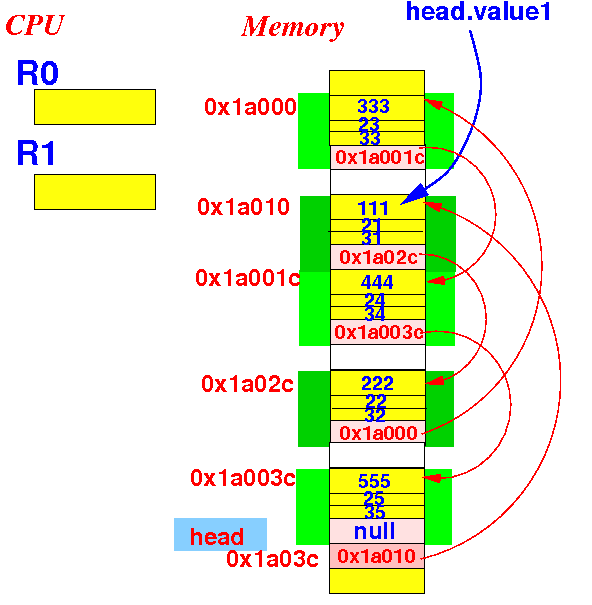 head.value1
CPU
Memory
R0
R1
0x1a000
333
23
33
0x1a001c
0x1a010
111
21
31
0x1a02c
0x1a001c
444
24
34
0x1a003c
0x1a02c
222
22
32
0x1a000
0x1a003c
555
25
35
null
head
0x1a03c
0x1a010